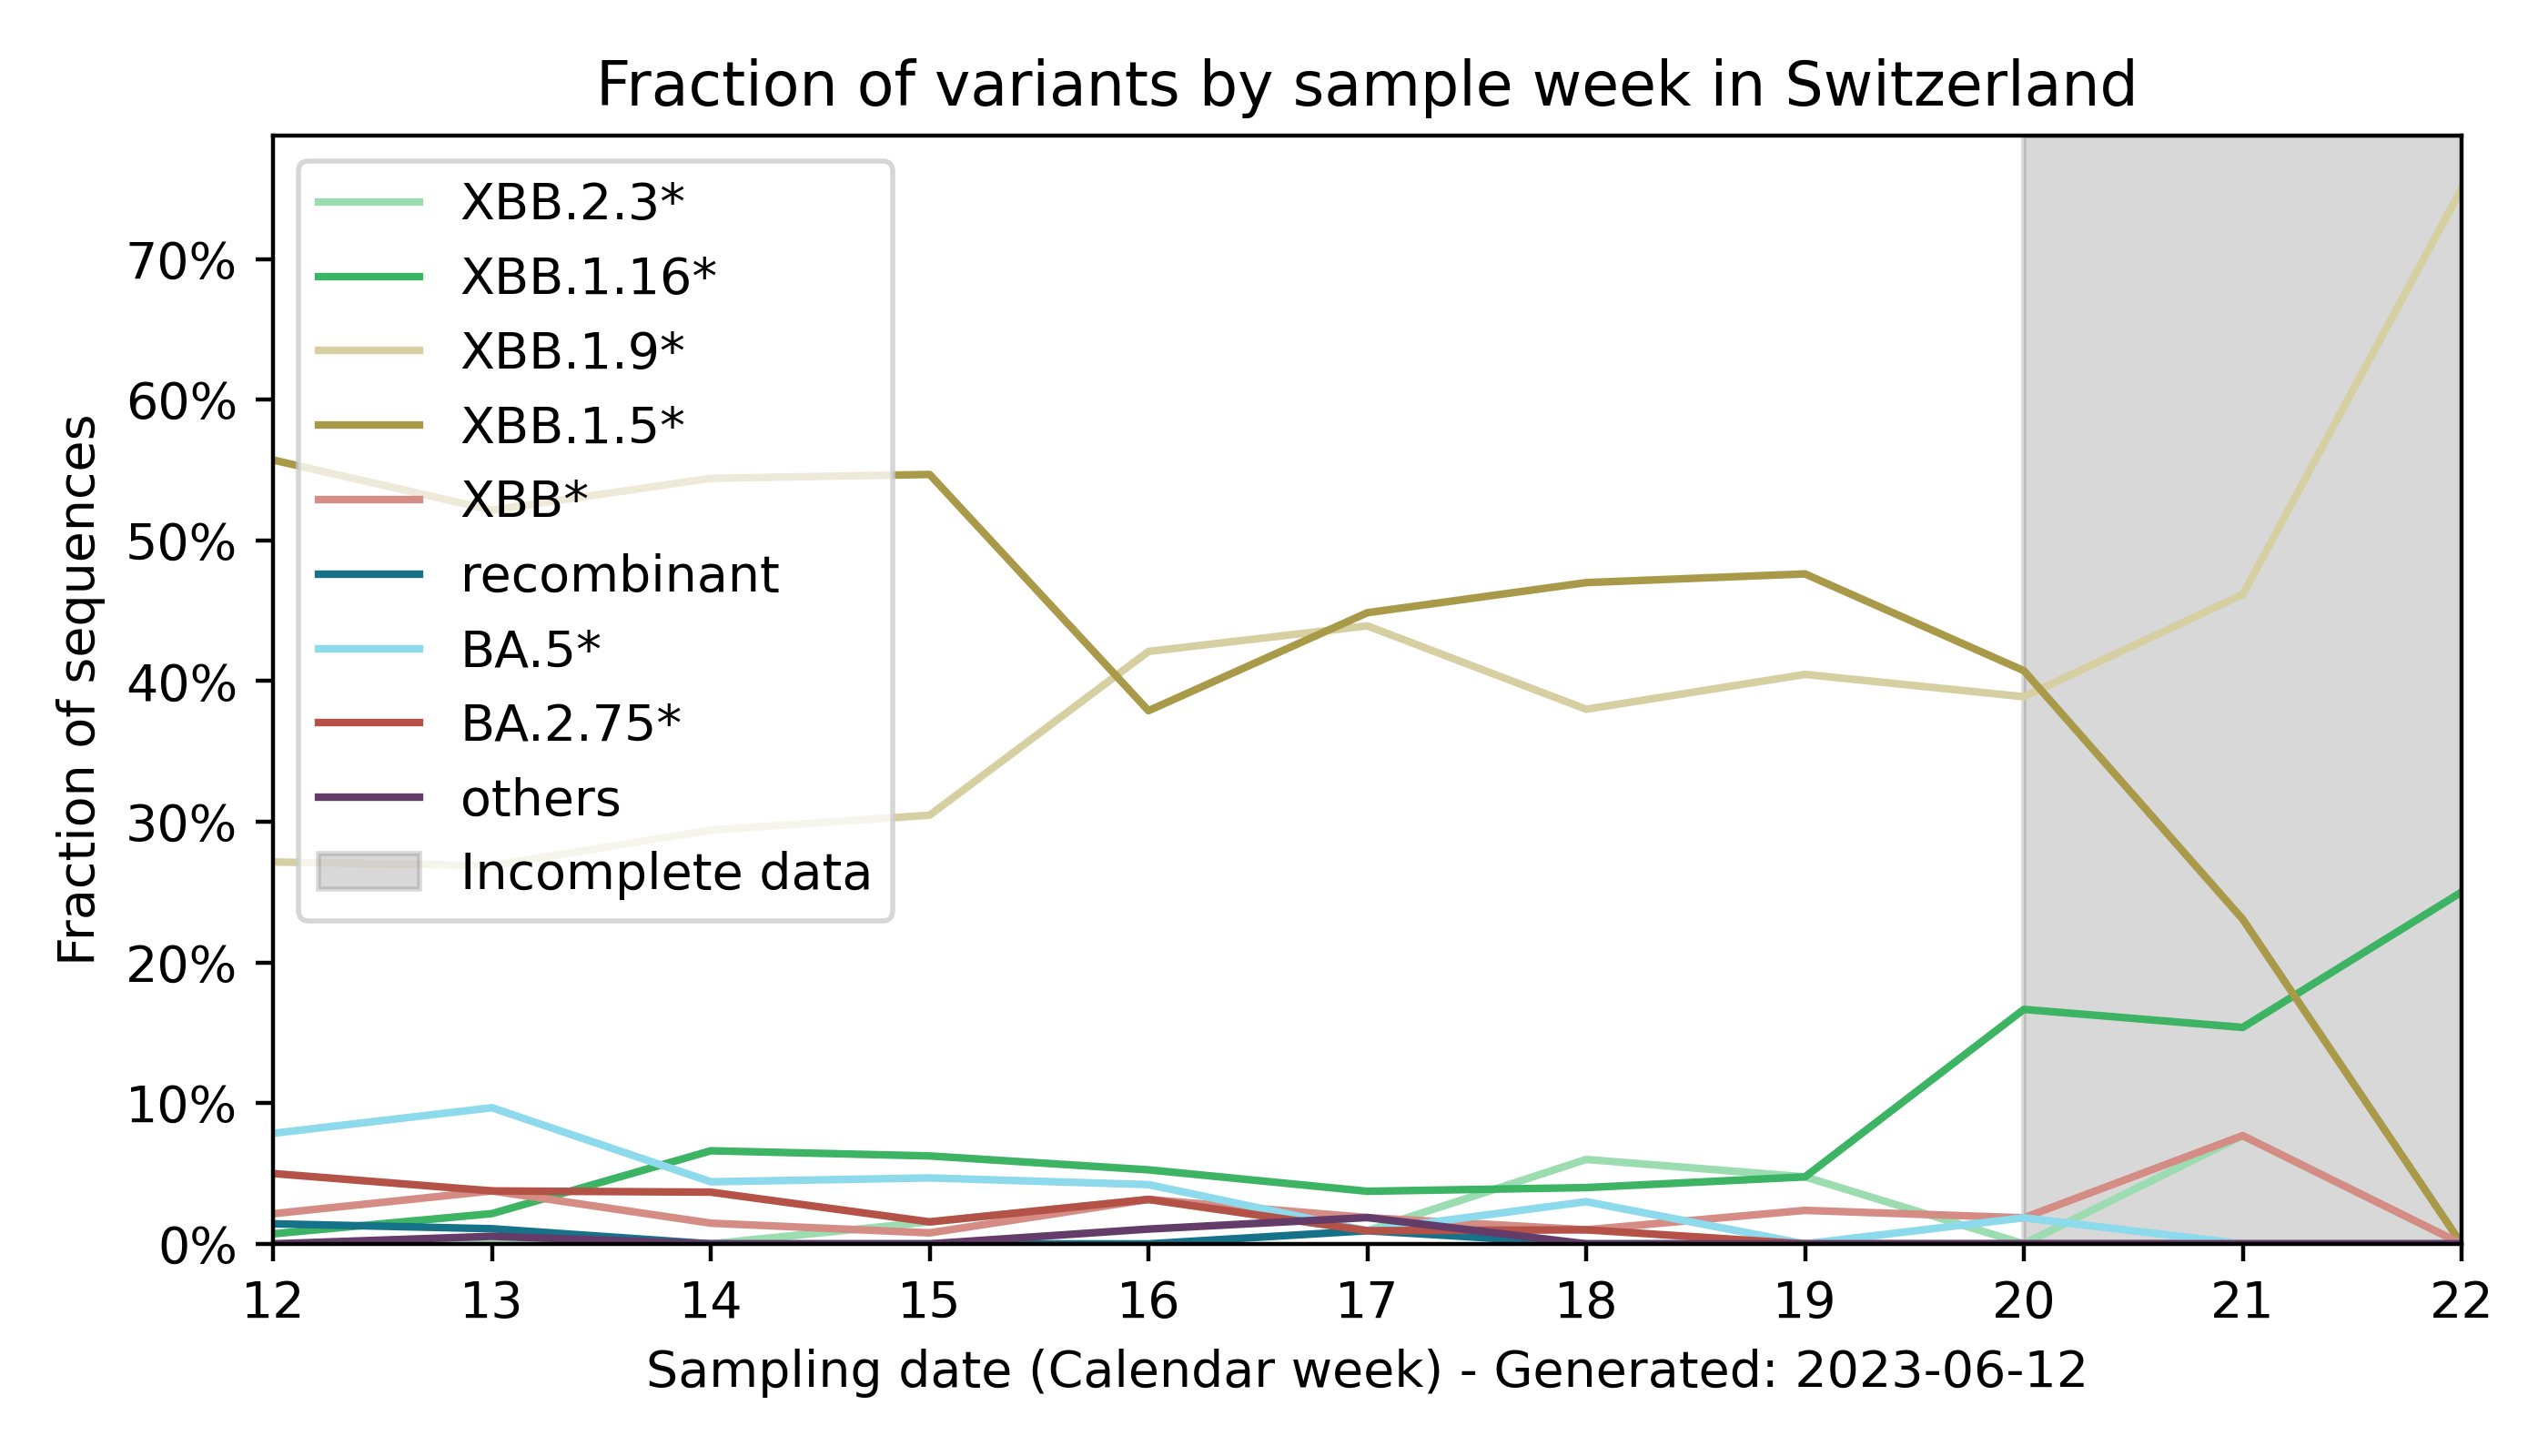 Fraction of variants by sample week in Switzerland
Fraction of sequences
70%
60%
50%
40%
30%
20%
10%
0%
XBB.2.3*
XBB.1.16*
XBB.1.9*
XBB.1.5*
XBB*
recombinant
BA.5*
BA.2.75*
others
Incomplete data
12 13 14 15 16 17 18 19 20 21 22
Sampling date (Calendar week) - Generated: 2023-06-12